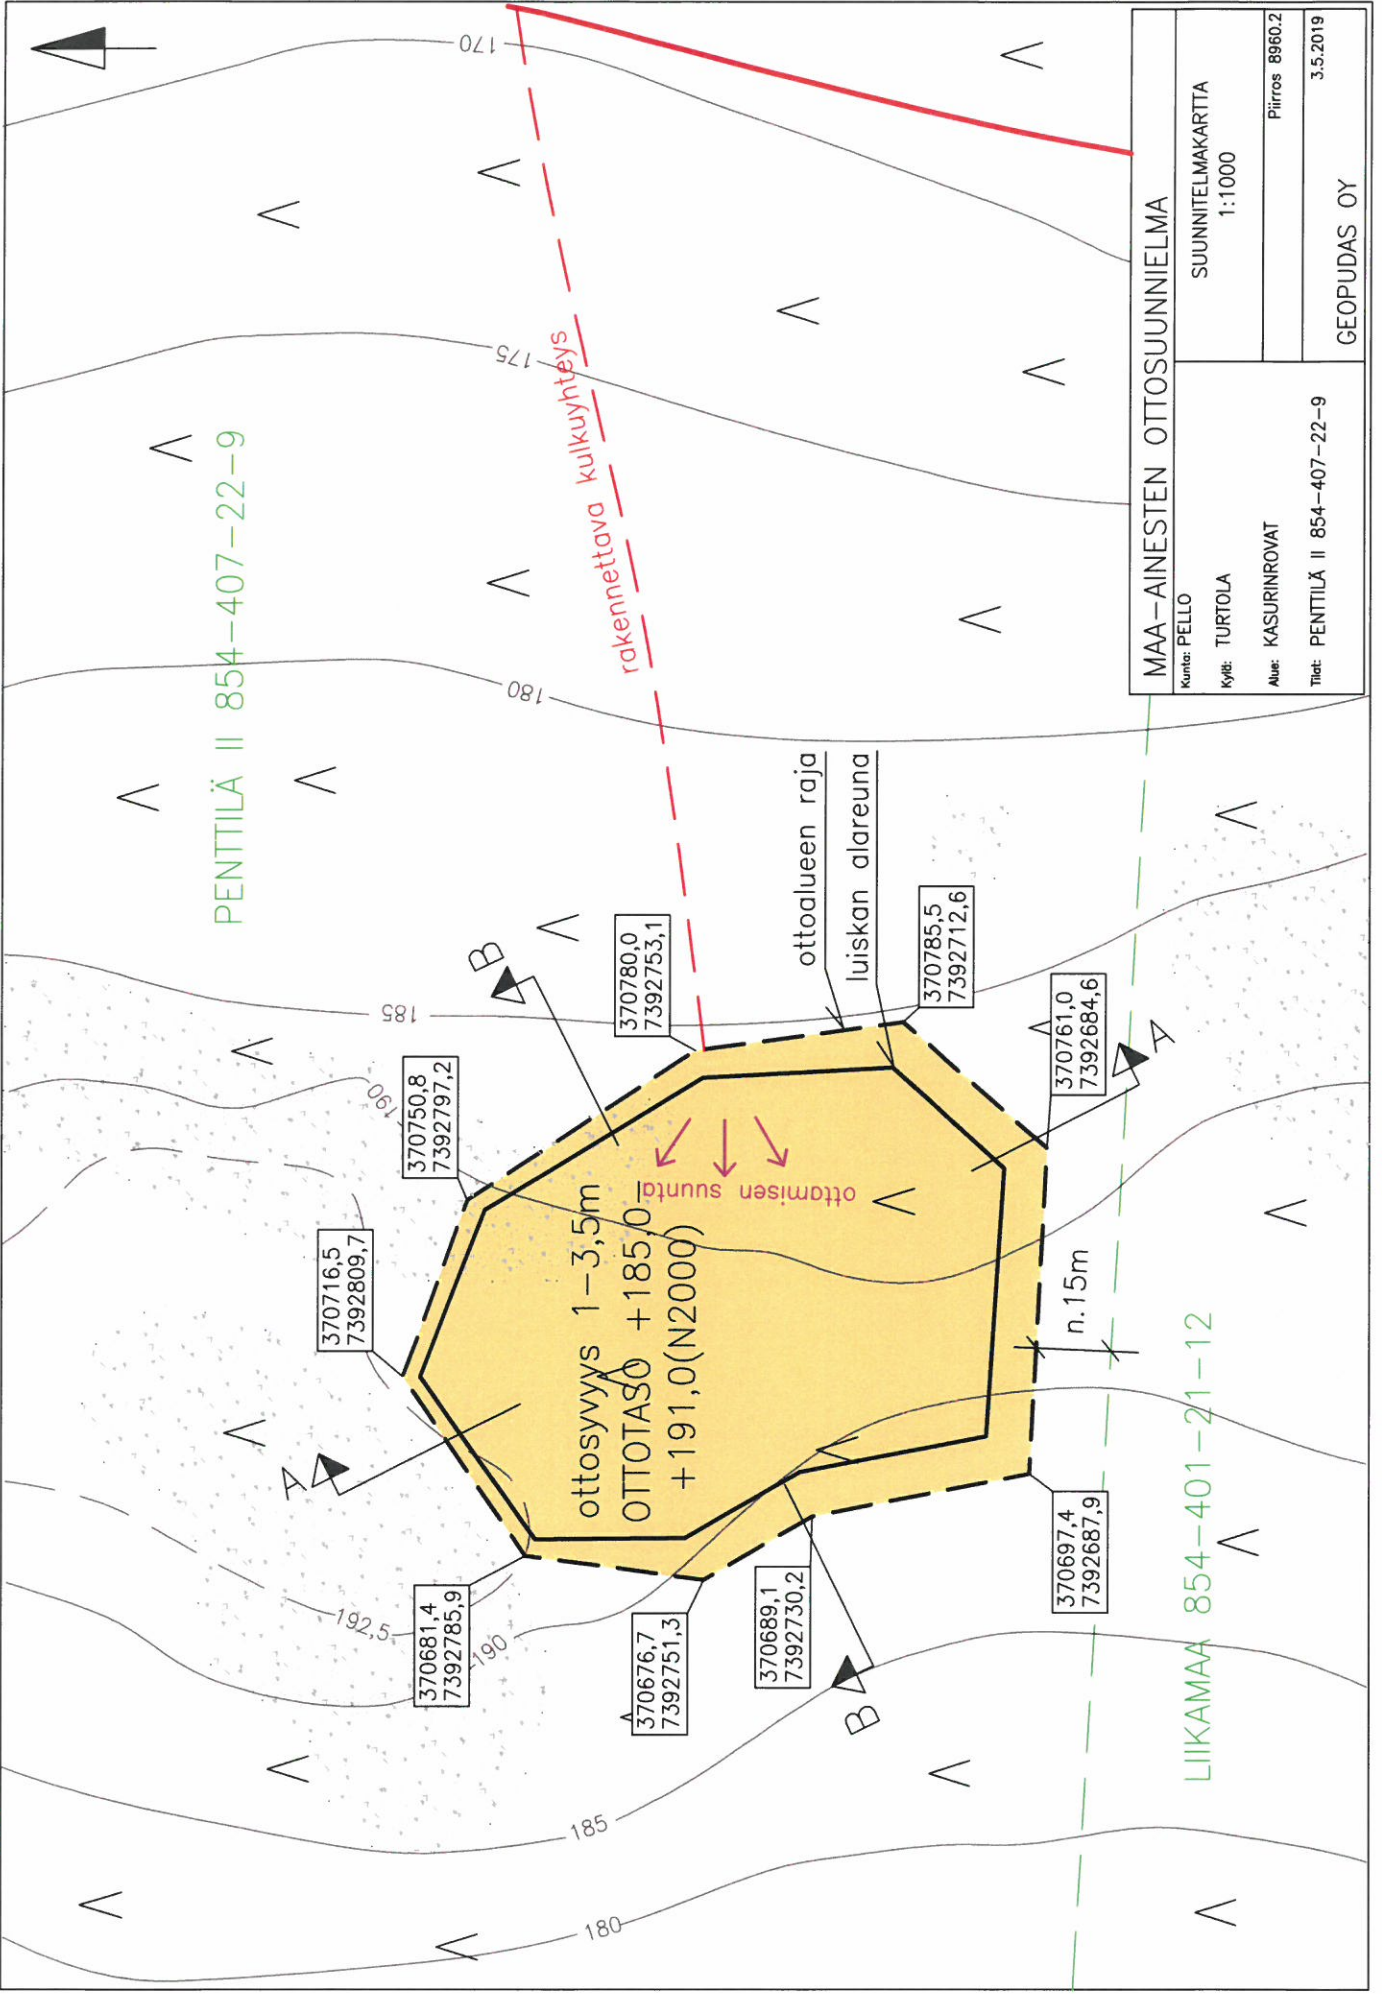 PENTTILÄ II 854-407-22-9
170
175
180
185
190
192,5
190
185
180
rakennettava kulkuyhteys
370716,5
7392809,7
370750,8
7392797,2
370780,0
7392753,1
370785,5
7392712,6
370761,0
7392684,6
370697,4
7392687,9
370689,1
7392730,2
370676,7
7392751,3
370681,4
7392785,9
A
A
B
B
ottoalueen raja
luiskan alareuna
ottosyvyys 1-3,5m
OTTOTASO +185,0-
+191,0(N2000)
ottamisen suunta
n.15m
LIIKAMAA 854-401-21-12
MAA-AINESTEN OTTOSUUNNIELMA
Kunta: PELLO
Kylä: TURTOLA
Alue: KASURINROVAT
Tilat: PENTTILÄ II 854-407-22-9
SUUNNITELMAKARTTA
1:1000
Piirros 8960.2
3.5.2019
GEOPUDAS OY